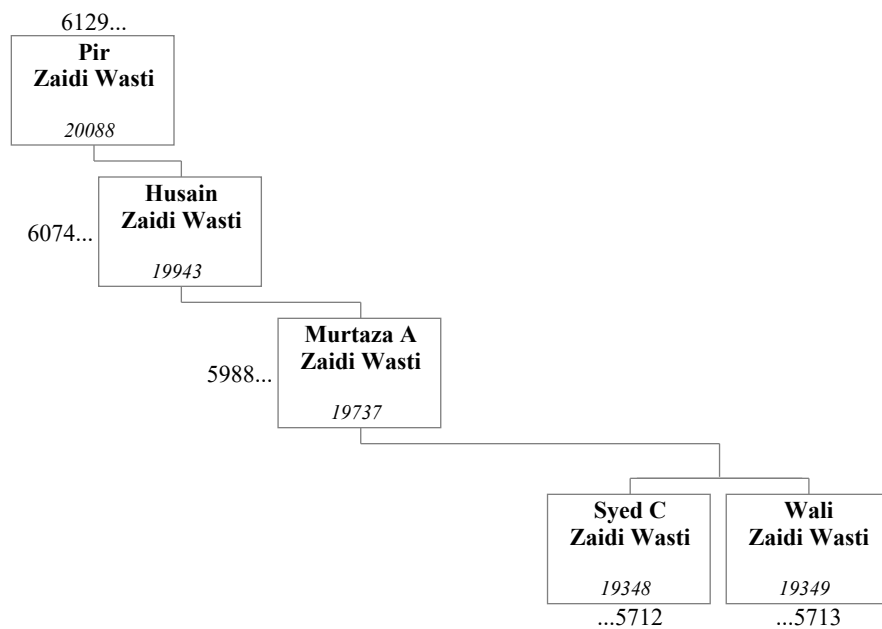 6129...
Pir
Zaidi Wasti
20088
Husain
Zaidi Wasti
6074...
19943
Murtaza A
Zaidi Wasti
5988...
19737
Syed C
Zaidi Wasti
19348
...5712
Wali
Zaidi Wasti
19349
...5713